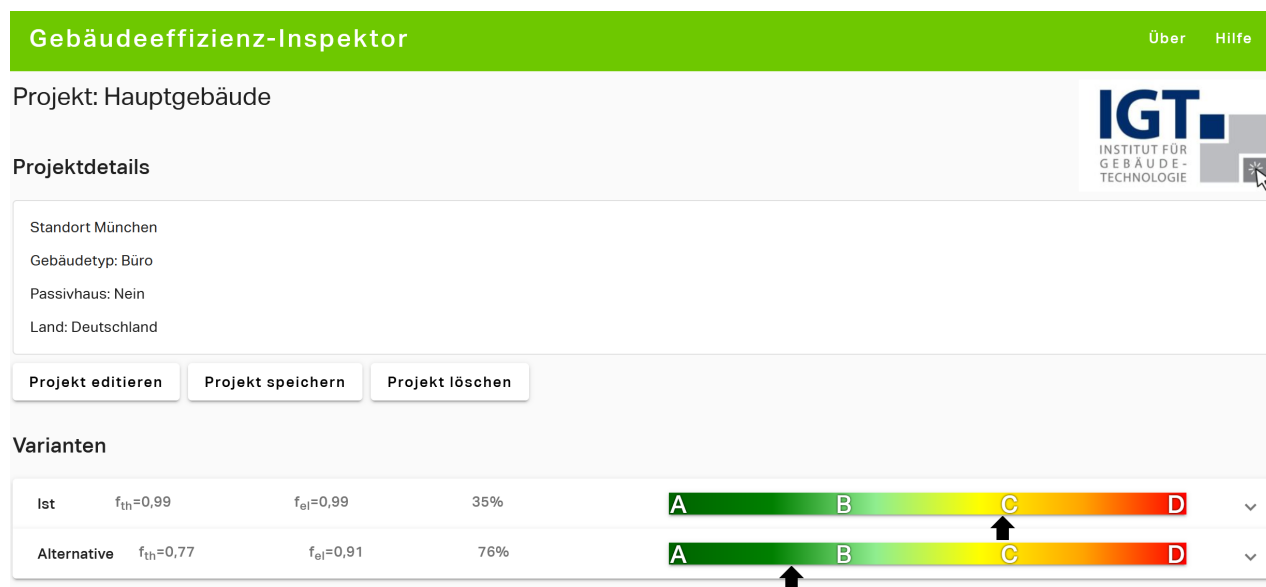 Gebäudeeffizienz-Inspektor Über Hilfe
Projekt: Hauptgebäude
IGT
INSTITUT FÜR
GEBÄUDE-
TECHNOLOGIE
Projektdetails
Standort München
Gebäudetyp: Büro
Passivhaus: Nein
Land: Deutschland
Projekt editieren Projekt speichern Projekt löschen
Varianten
Ist fth=0,99 fel=0,99 35% A B C D
Alternative fth=0,77 fel=0,91 76% A B C D